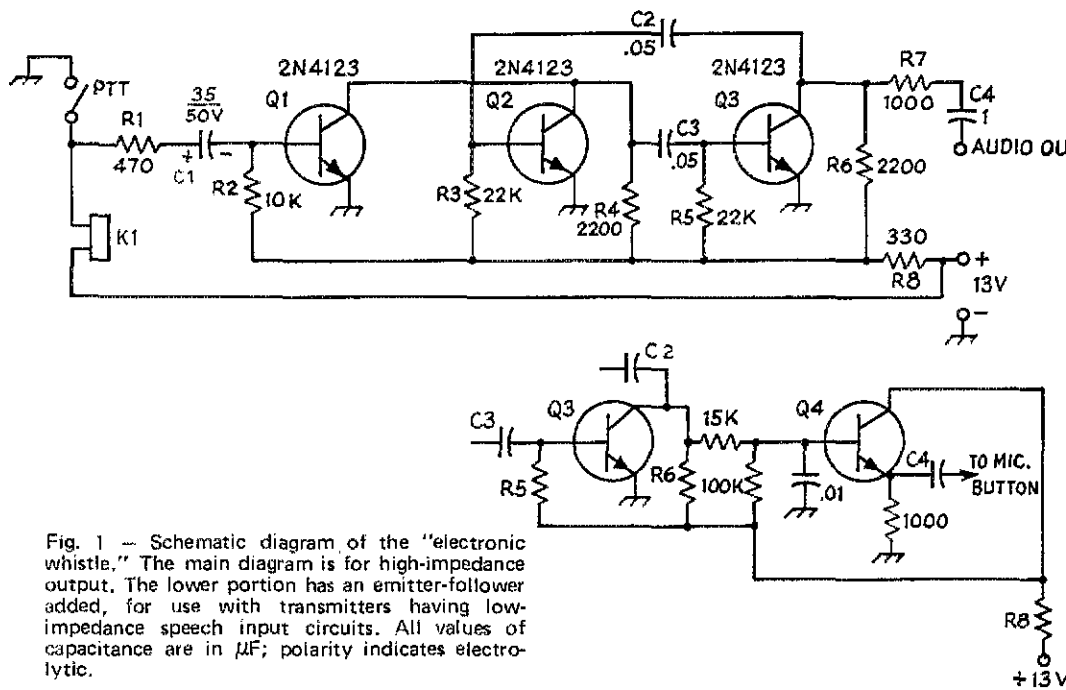 C2
.05
PTT
2N4123
2N4123
2N4123
R7
1000
C4
1
AUDIO OU
35
50V
Q1
Q2
Q3
R1
470
+
-
C1
C3
.05
R6
2200
R2
10K
R3
22K
R4
2200
R5
22K
K1
330
R8
+
13V
-
C2
Q3
15K
Q4
C3
C4
TO MIC.
BUTTON
R5
R6
100K
.01
1000
R8
+13V
Fig. 1 — Schematic diagram of the "electronic
whistle." The main diagram is for high-impedance
output. The lower portion has an emitter-follower
added, for use with transmitters having low-
impedance speech input circuits. All values of
capacitance are in μF; polarity indicates electro-
lytic.